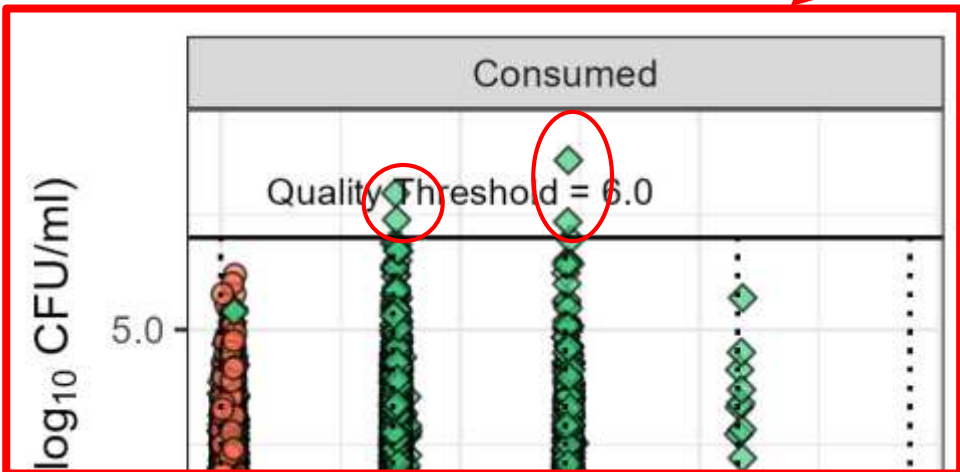 Consumed
Quality Threshold = 6.0
log₁₀ CFU/ml)
5.0